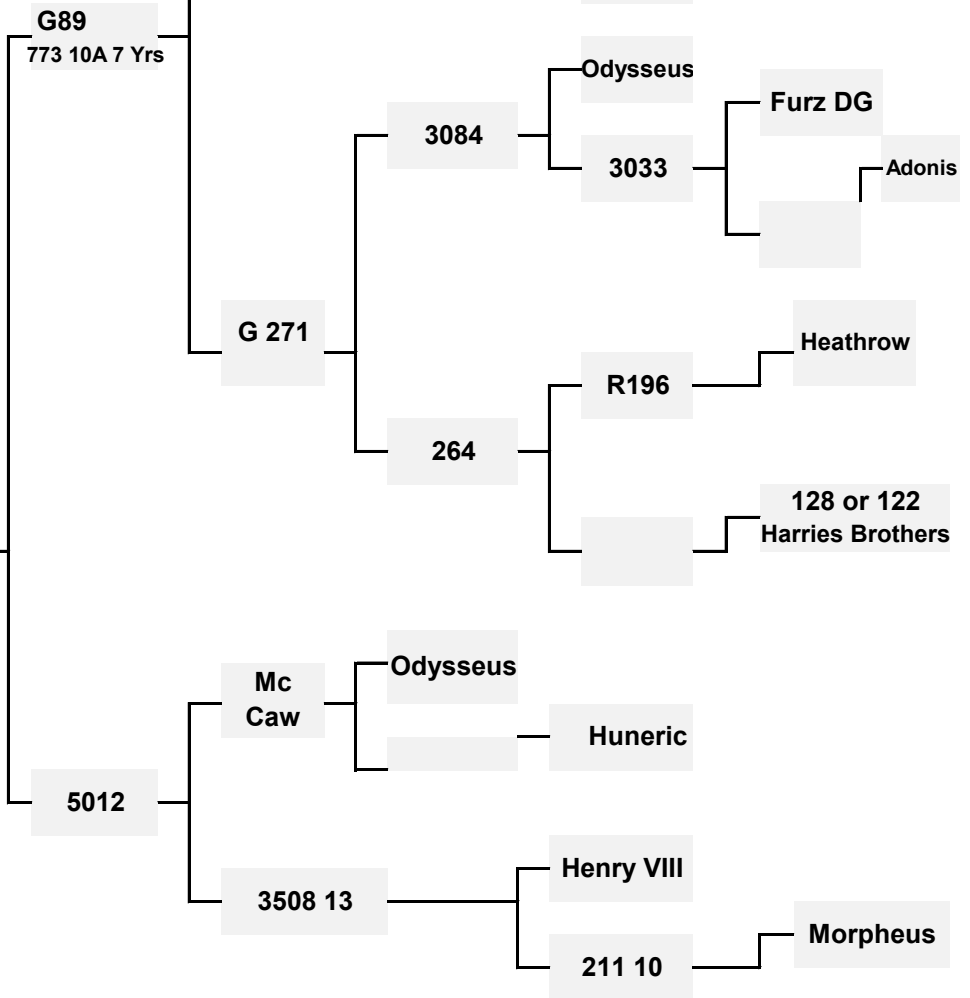 G89
773 10A 7 Yrs
Odysseus
Furz DG
3084
3033
Adonis
G 271
Heathrow
R196
264
128 or 122
Harries Brothers
Odysseus
Mc
Caw
Huneric
5012
Henry VIII
3508 13
Morpheus
211 10